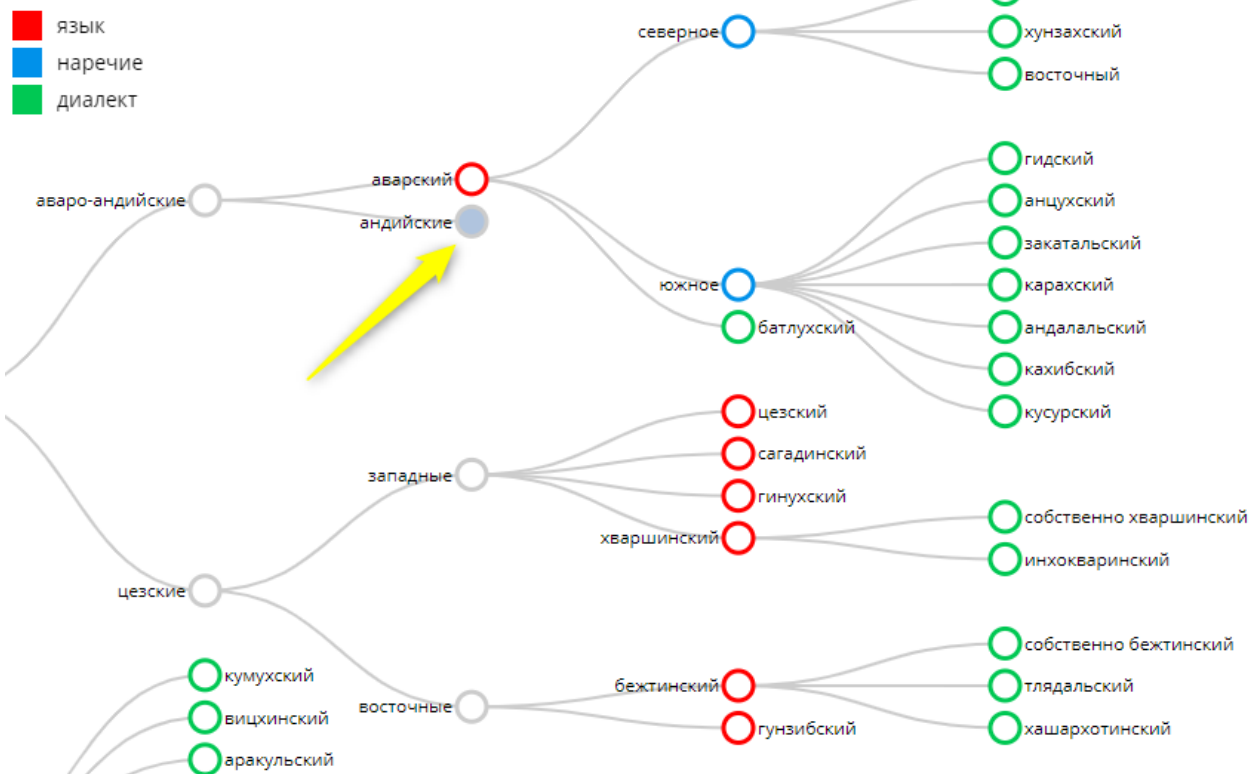 язык
наречие
диалект
северное
хунзахский
восточный
гидский
аварский
аваро-андийские
анцухский
андийские
закатальский
южное
карахский
батлухский
андалальский
кахибский
цезский
кусурский
сагадинский
западные
гинухский
собственно хваршинский
хваршинский
инхокваринский
цезские
собственно бежтинский
кумухский
бежтинский
тлядальский
восточные
вицхинский
гунзибский
хашархотинский
аракульский